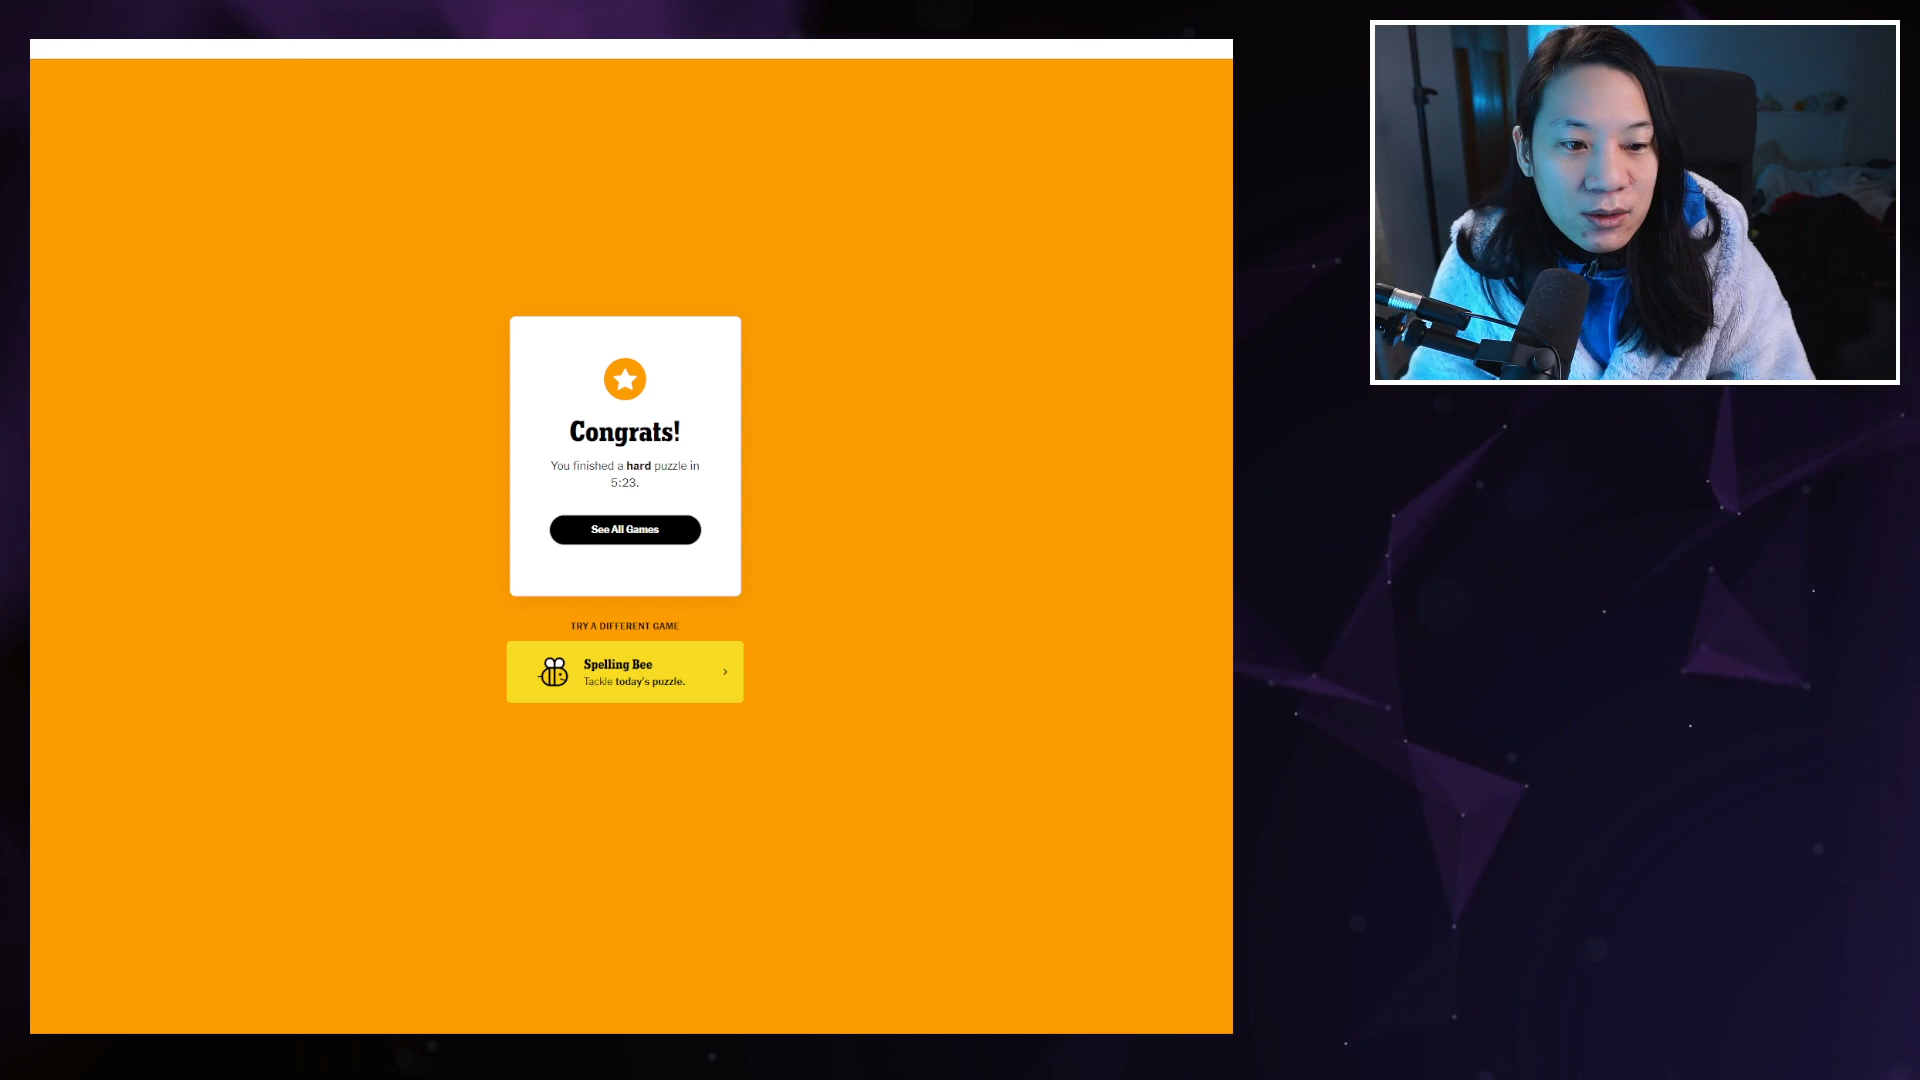 Congrats!
You finished a hard puzzle in
5:23.
See All Games
TRY A DIFFERENT GAME
Spelling Bee
Tackle today's puzzle.